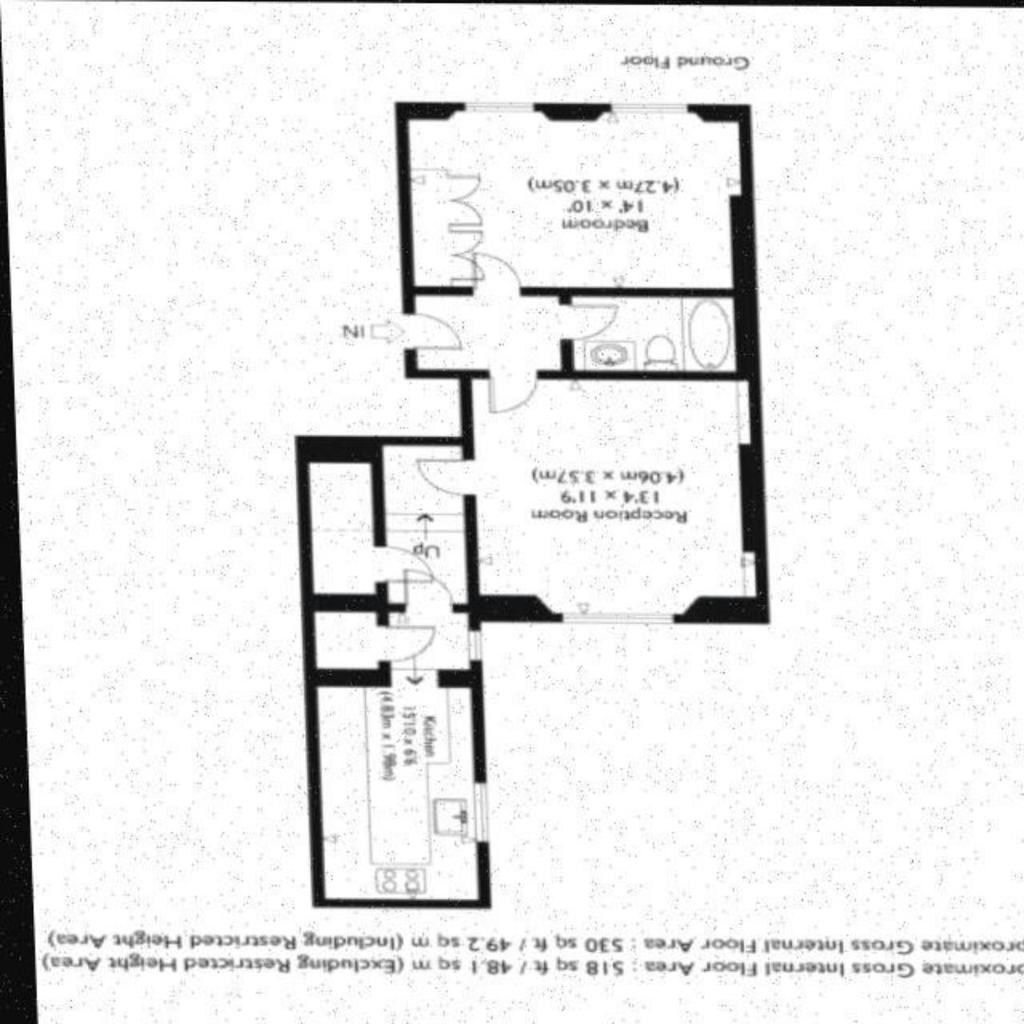 proximate Gross Internal Floor Area : 518 sq ft / 48.1 sq m (Excluding Restricted Height Area)
proximate Gross Internal Floor Area : 530 sq ft / 49.2 sq m (Including Restricted Height Area)
Kitchen
15'10 x 6'6
(4.83m x 1.98m)
Up
Reception Room
13'4 x 11'9
(4.06m x 3.57m)
IN
Bedroom
14' x 10'
(4.27m x 3.05m)
Ground Floor